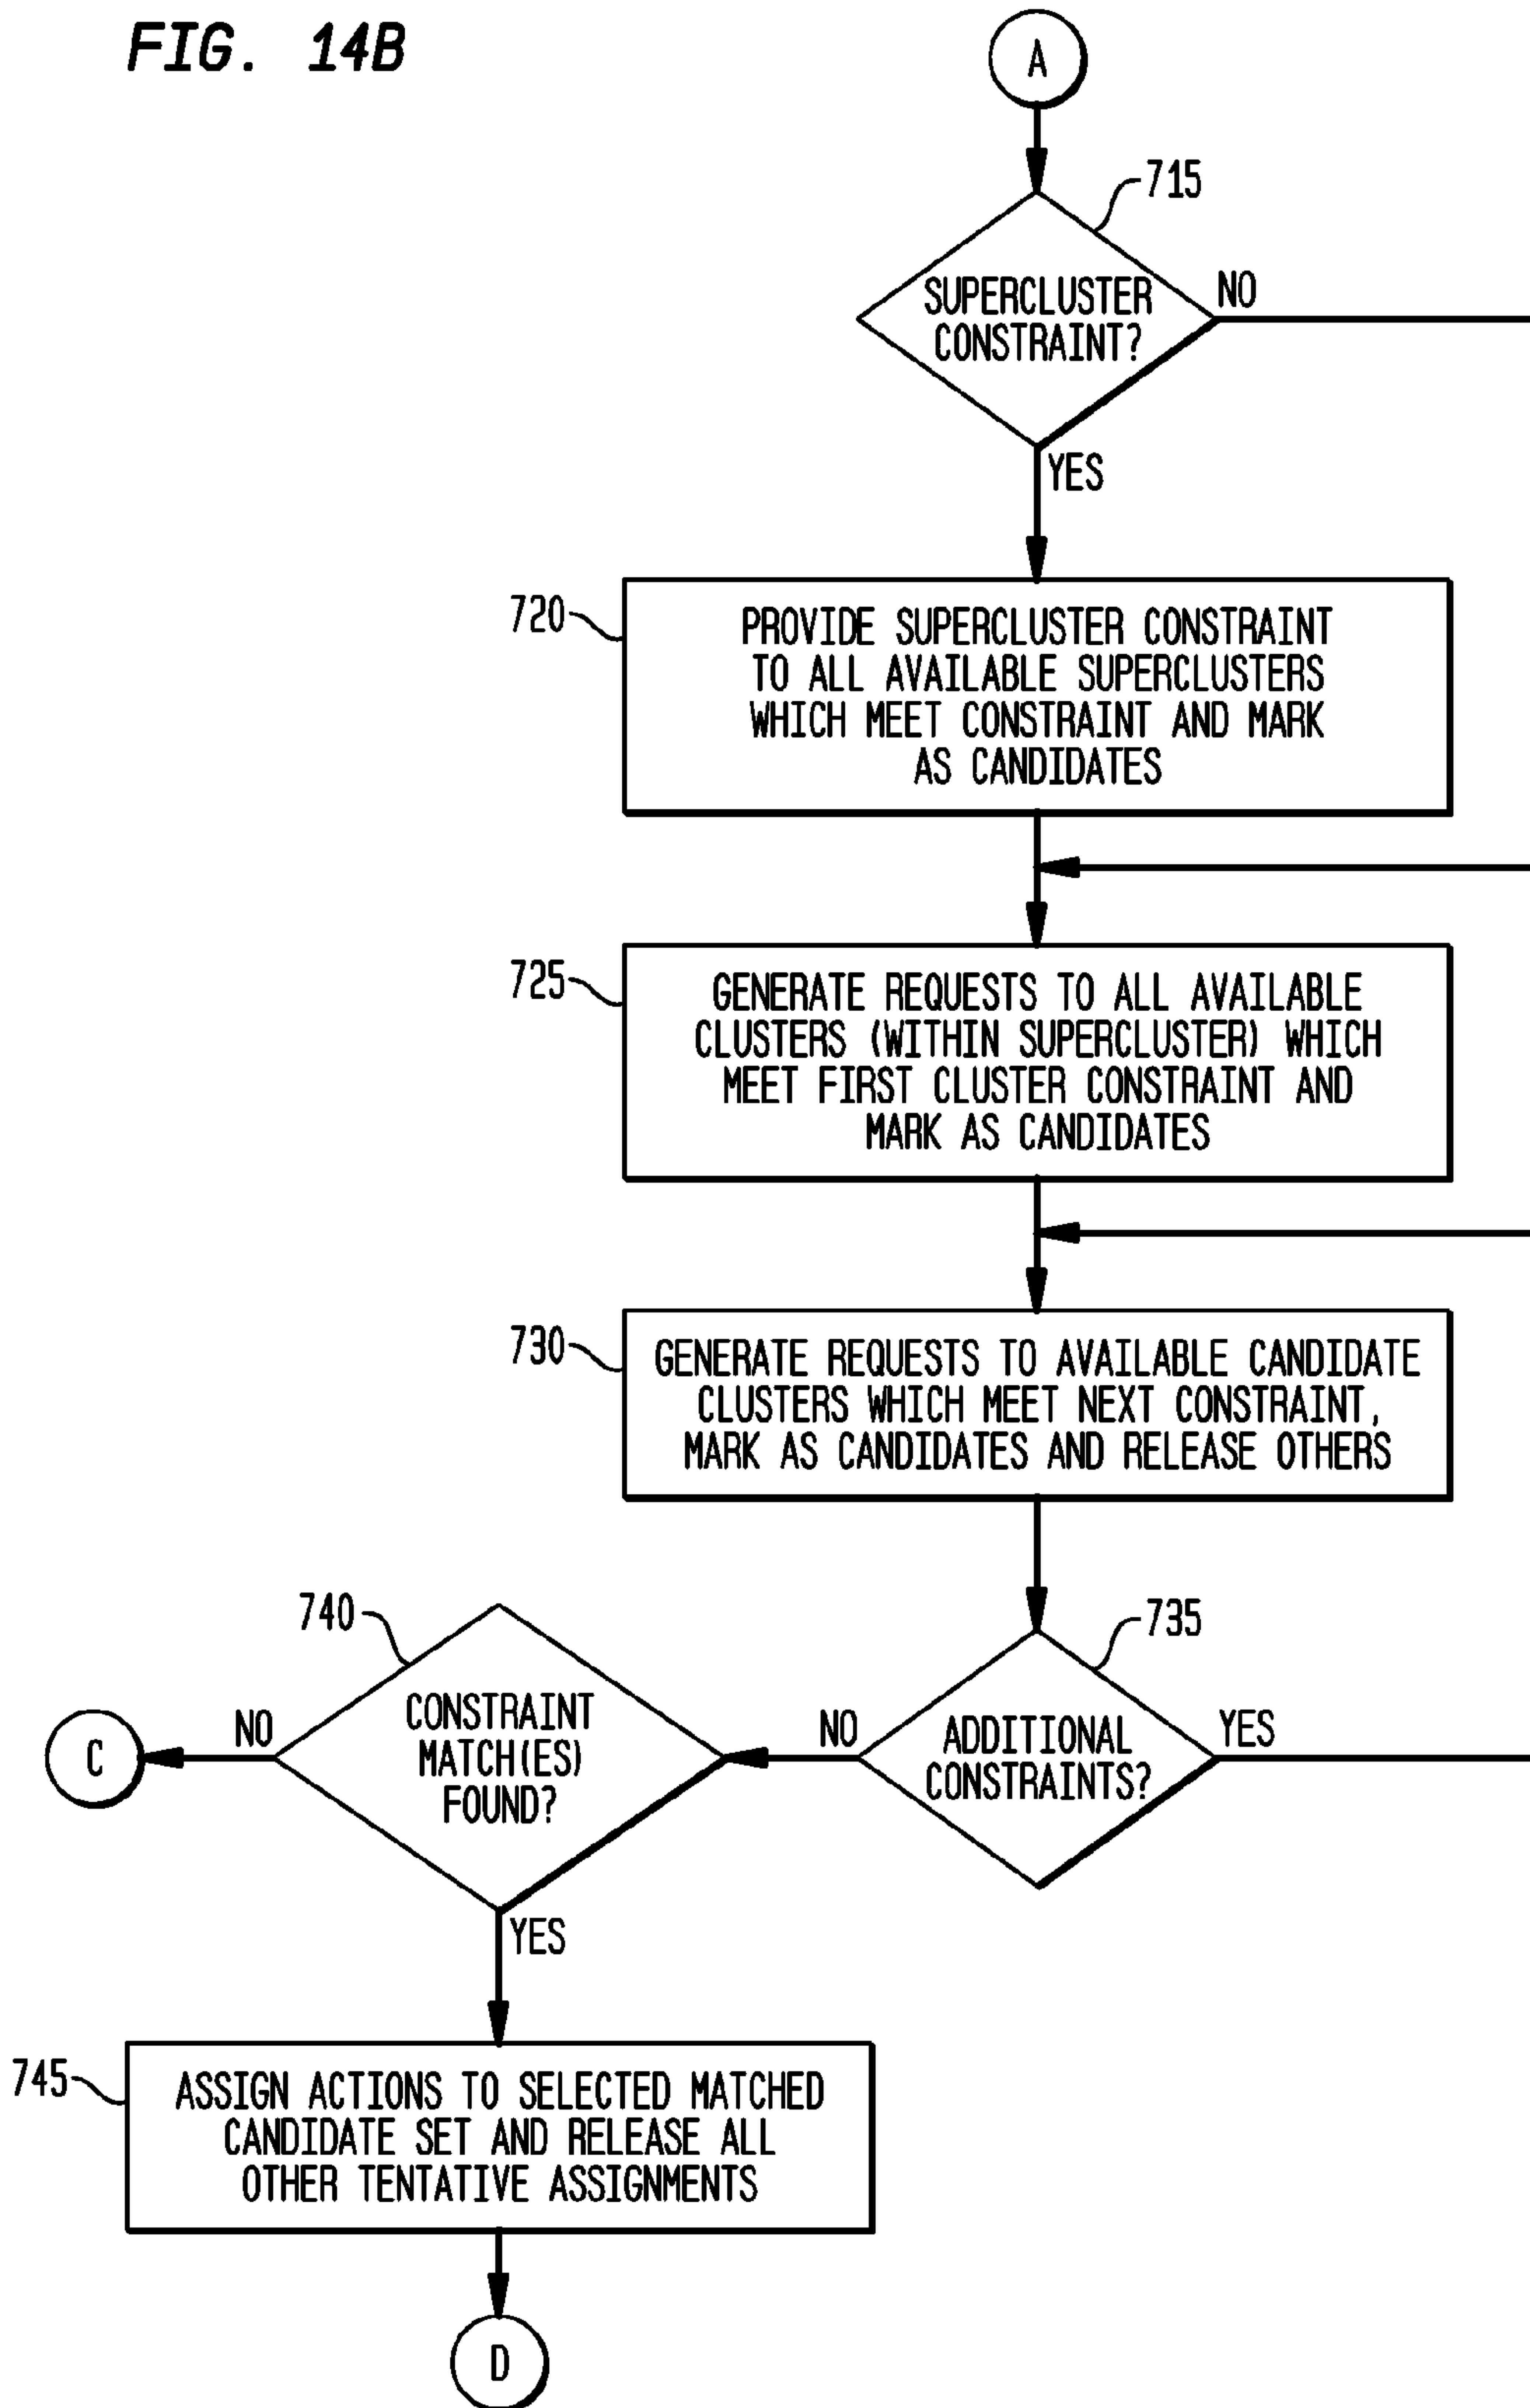 FIG. 14B
A
715
SUPERCLUSTER
CONSTRAINT?
NO
YES
720
PROVIDE SUPERCLUSTER CONSTRAINT
TO ALL AVAILABLE SUPERCLUSTERS
WHICH MEET CONSTRAINT AND MARK
AS CANDIDATES
725
GENERATE REQUESTS TO ALL AVAILABLE
CLUSTERS (WITHIN SUPERCLUSTER) WHICH
MEET FIRST CLUSTER CONSTRAINT AND
MARK AS CANDIDATES
730
GENERATE REQUESTS TO AVAILABLE CANDIDATE
CLUSTERS WHICH MEET NEXT CONSTRAINT,
MARK AS CANDIDATES AND RELEASE OTHERS
735
ADDITIONAL
CONSTRAINTS?
YES
NO
740
CONSTRAINT
MATCH(ES)
FOUND?
NO
C
YES
745
ASSIGN ACTIONS TO SELECTED MATCHED
CANDIDATE SET AND RELEASE ALL
OTHER TENTATIVE ASSIGNMENTS
D